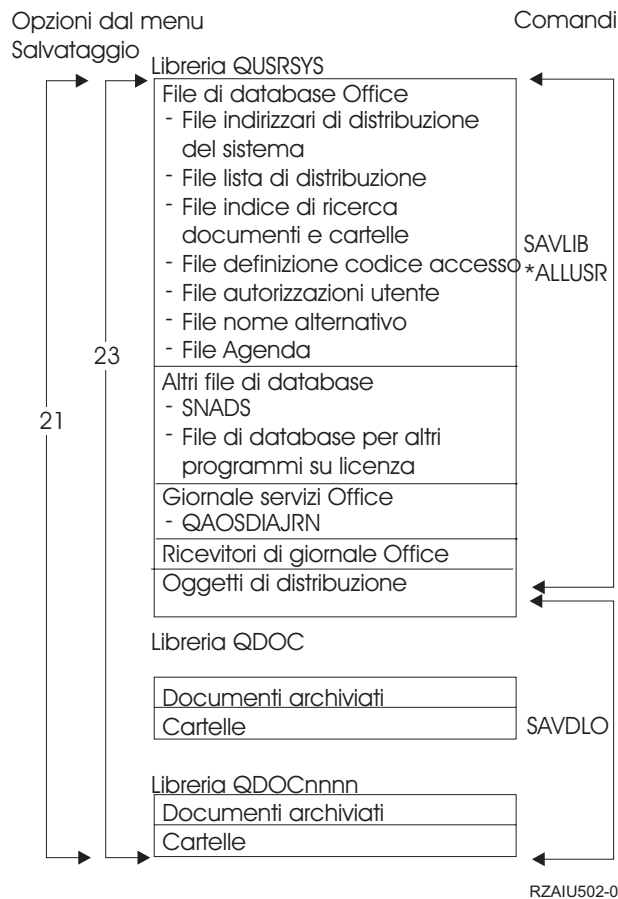 Opzioni dal menu
Salvataggio
Comandi
Libreria QUSRSYS
File di database Office
- File indirizzari di distribuzione
del sistema
- File lista di distribuzione
- File indice di ricerca
documenti e cartelle
- File definizione codice accesso
- File autorizzazioni utente
- File nome alternativo
- File Agenda
SAVLIB
*ALLUSR
23
21
Altri file di database
- SNADS
- File di database per altri
programmi su licenza
Giornale servizi Office
- QAOSDIAJRN
Ricevitori di giornale Office
Oggetti di distribuzione
Libreria QDOC
Documenti archiviati
Cartelle
SAVDLO
Libreria QDOCnnnn
Documenti archiviati
Cartelle
RZAIU502-0